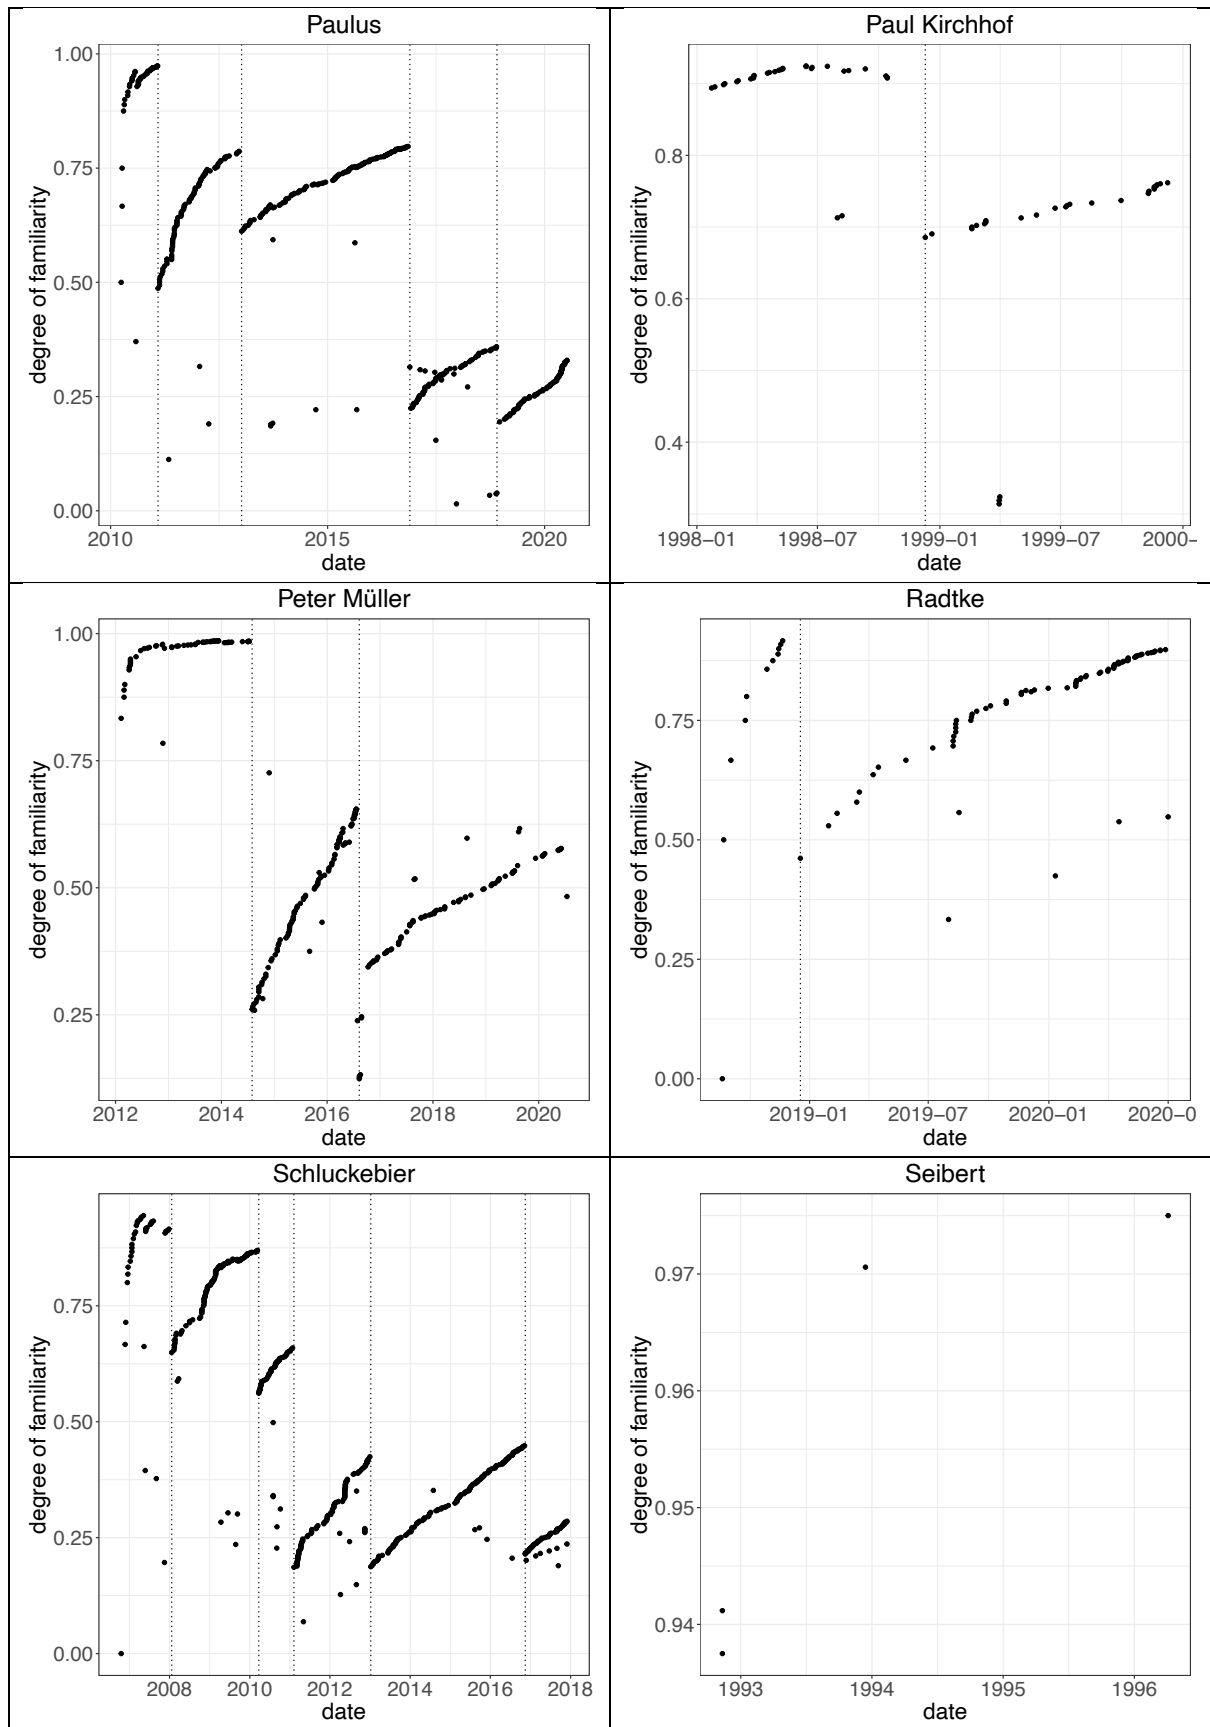 Paulus
1.00
0.75
0.50
0.25
0.00
degree of familiarity
2010
2015
2020
date
Paul Kirchhof
0.8
0.6
0.4
degree of familiarity
1998−01
1998−07
1999−01
1999−07
2000−
date
Peter Müller
1.00
0.75
0.50
0.25
degree of familiarity
2012
2014
2016
2018
2020
date
Radtke
0.75
0.50
0.25
0.00
degree of familiarity
2019−01
2019−07
2020−01
2020−0
date
Schluckebier
0.75
0.50
0.25
0.00
degree of familiarity
2008
2010
2012
2014
2016
2018
date
Seibert
0.97
0.96
0.95
0.94
degree of familiarity
1993
1994
1995
1996
date